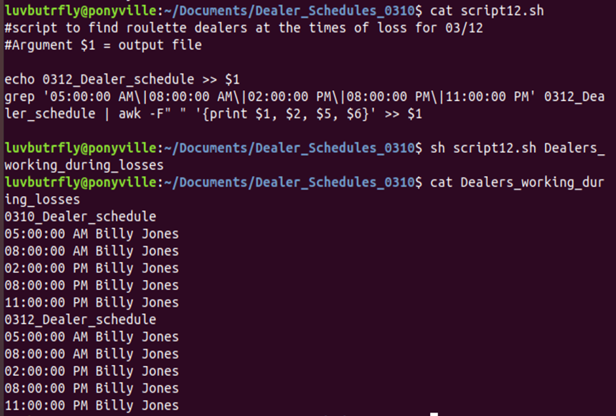 luvbutrfly@ponyville:~/Documents/Dealer_Schedules_0310$ cat script12.sh
#script to find roulette dealers at the times of loss for 03/12
#Argument $1 = output file
echo 0312_Dealer_schedule >> $1
grep '05:00:00 AM\|08:00:00 AM\|02:00:00 PM\|08:00:00 PM\|11:00:00 PM' 0312_Dea
ler_schedule | awk -F" " '{print $1, $2, $5, $6}' >> $1
luvbutrfly@ponyville:~/Documents/Dealer_Schedules_0310$ sh script12.sh Dealers_
working_during_losses
luvbutrfly@ponyville:~/Documents/Dealer_Schedules_0310$ cat Dealers_working_dur
ing_losses
0310_Dealer_schedule
05:00:00 AM Billy Jones
08:00:00 AM Billy Jones
02:00:00 PM Billy Jones
08:00:00 PM Billy Jones
11:00:00 PM Billy Jones
0312_Dealer_schedule
05:00:00 AM Billy Jones
08:00:00 AM Billy Jones
02:00:00 PM Billy Jones
08:00:00 PM Billy Jones
11:00:00 PM Billy Jones